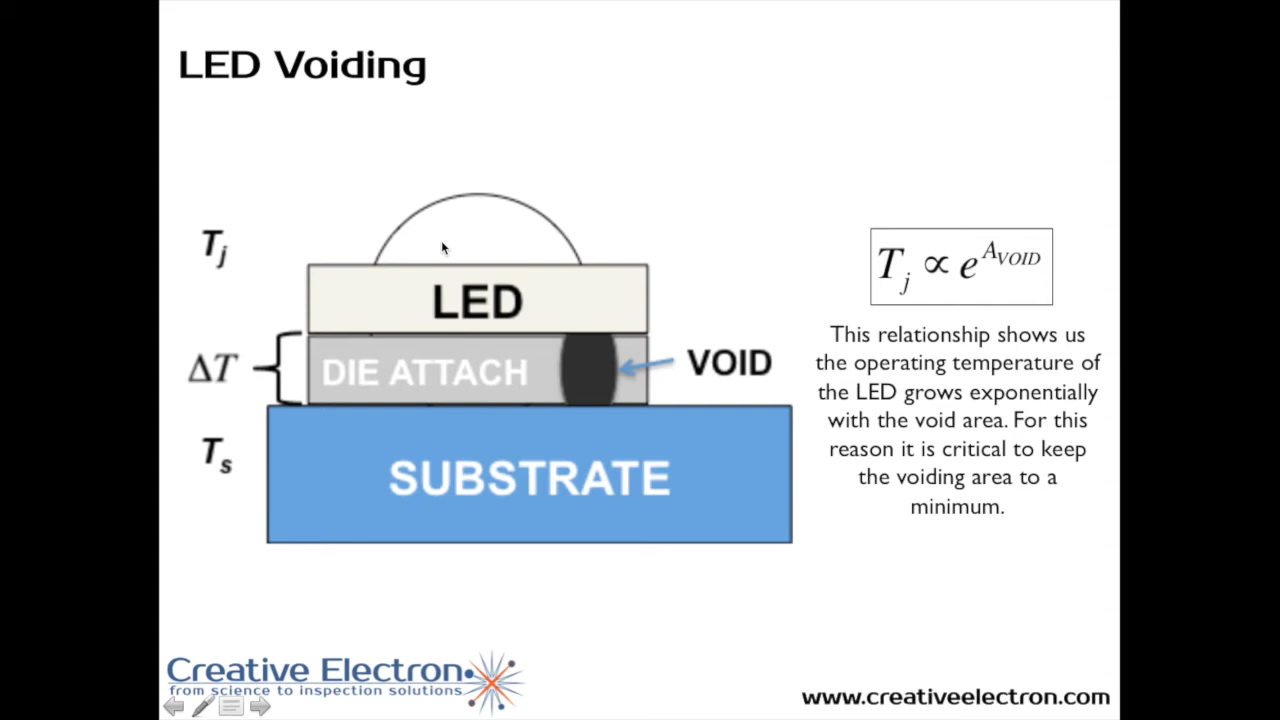 LED Voiding
Tj
LED
ΔT
DIE ATTACH
VOID
Ts
SUBSTRATE
Tj ∝ e^AVOID
This relationship shows us
the operating temperature of
the LED grows exponentially
with the void area. For this
reason it is critical to keep
the voiding area to a
minimum.
Creative Electron
from science to inspection solutions
www.creativeelectron.com